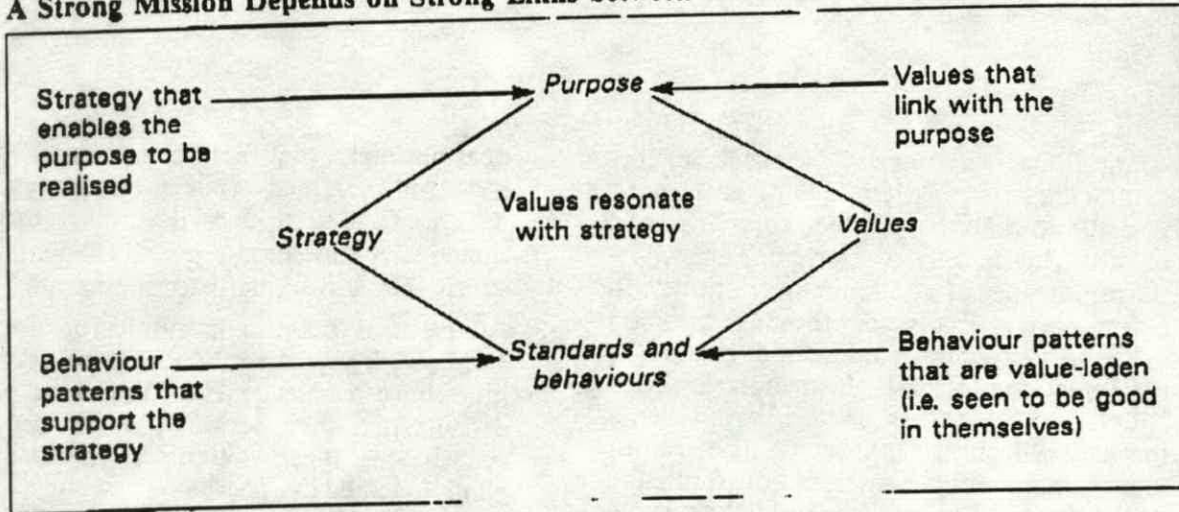 A Strong Mission Depends on Strong Links
Strategy that
enables the
purpose to be
realised
Purpose
Values that
link with the
purpose
Strategy
Values resonate
with strategy
Values
Behaviour
patterns that
support the
strategy
Standards and
behaviours
Behaviour patterns
that are value-laden
(i.e. seen to be good
in themselves)